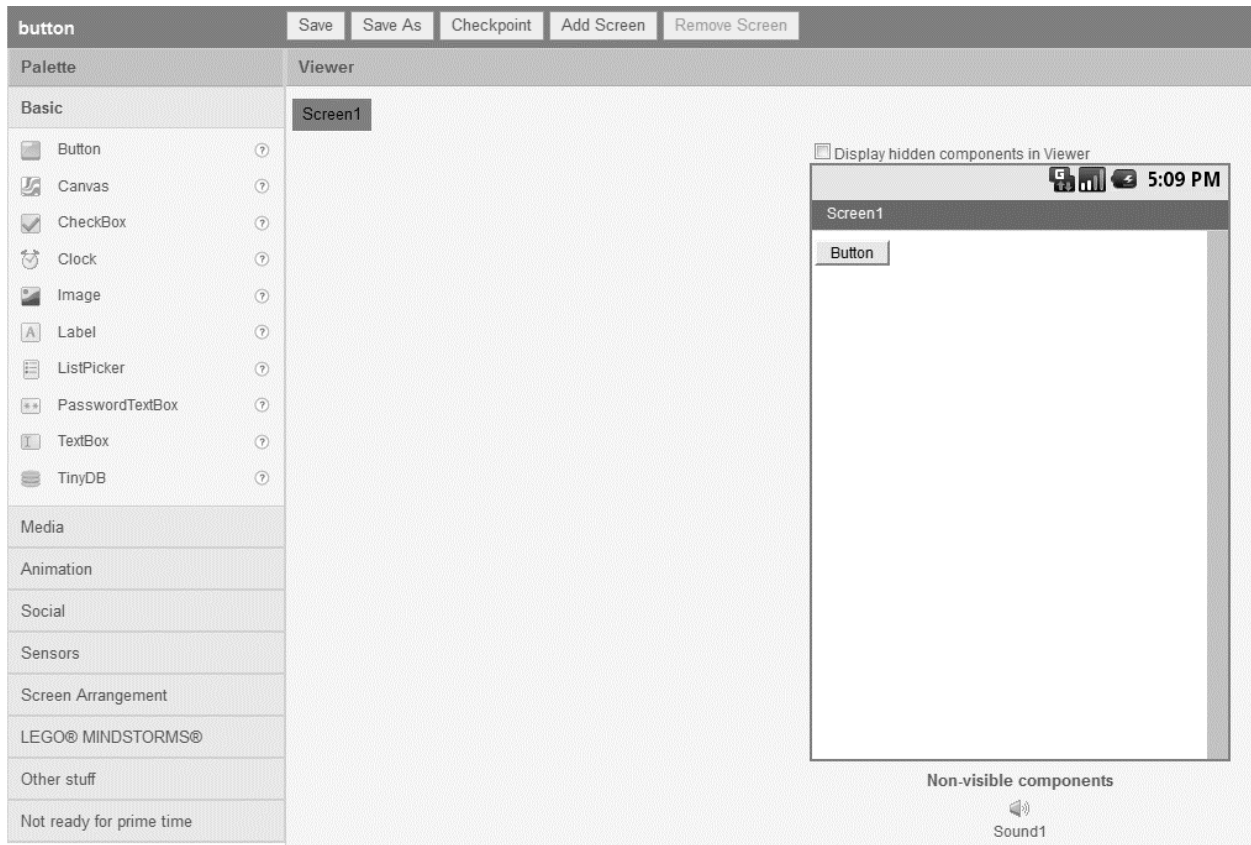 button
Save
Save As
Checkpoint
Add Screen
Remove Screen
Palette
Viewer
Basic
Screen1
Button
?
Canvas
?
CheckBox
?
Clock
?
Image
?
A
Label
?
ListPicker
?
PasswordTextBox
?
TextBox
?
TinyDB
?
Media
Animation
Social
Sensors
Screen Arrangement
LEGO® MINDSTORMS®
Other stuff
Not ready for prime time
Display hidden components in Viewer
G
5:09 PM
Screen1
Button
Non-visible components
Sound1